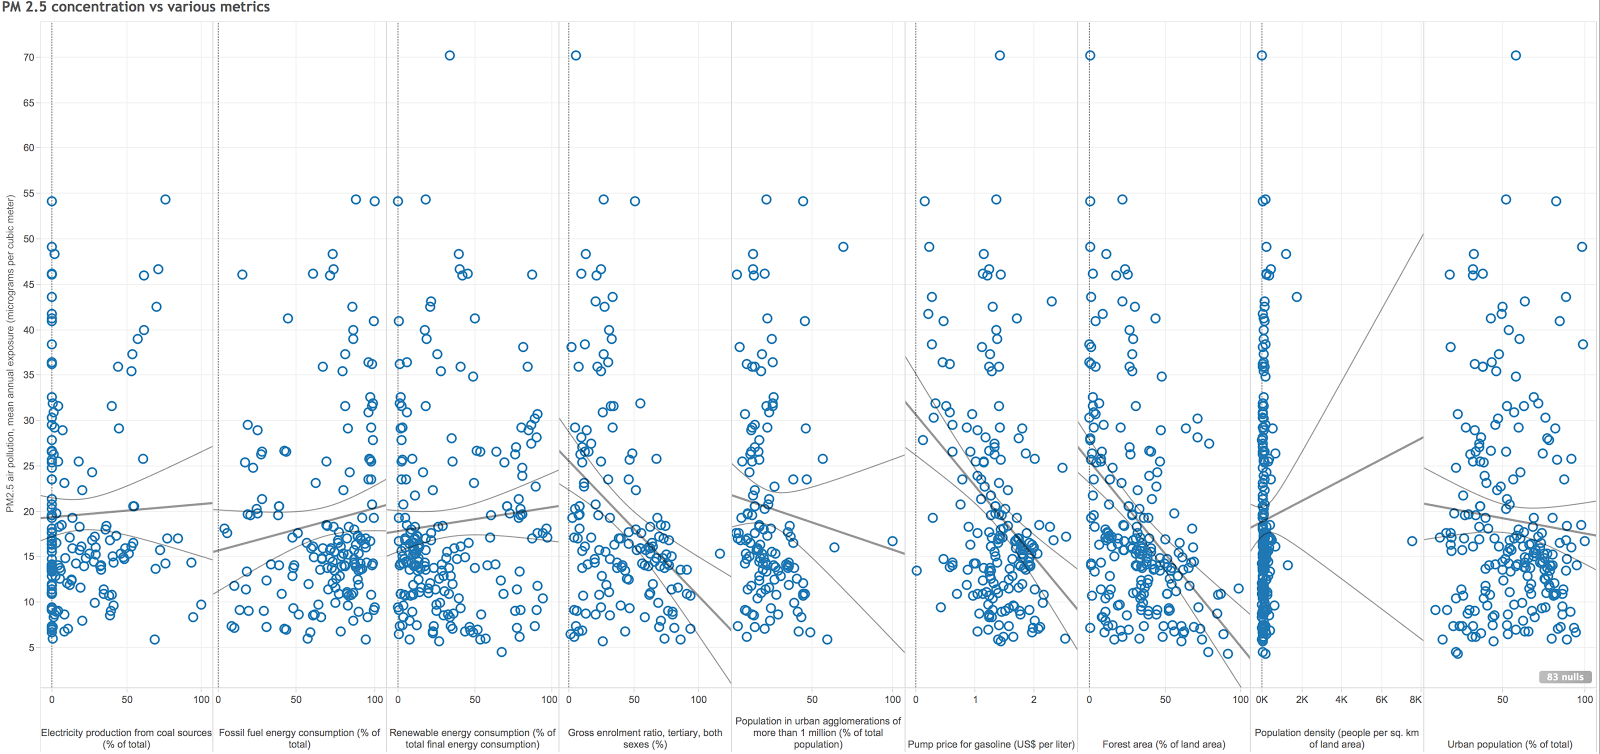 PM 2.5 concentration vs various metrics
PM2.5 air pollution, mean annual exposure (micrograms per cubic meter)
70
65
60
55
50
45
40
35
30
25
20
15
10
5
83 nulls
0 50 100 0 50 100 0 50 100 0 50 100 50 100 0 1 2 0 50 100 0K 2K 4K 6K 8K 50 100
Electricity production from coal sources
(% of total)
Fossil fuel energy consumption (% of
total)
Renewable energy consumption (% of
total final energy consumption)
Gross enrolment ratio, tertiary, both
sexes (%)
Population in urban agglomerations of
more than 1 million (% of total
population)
Pump price for gasoline (US$ per liter)
Forest area (% of land area)
Population density (people per sq. km
of land area)
Urban population (% of total)